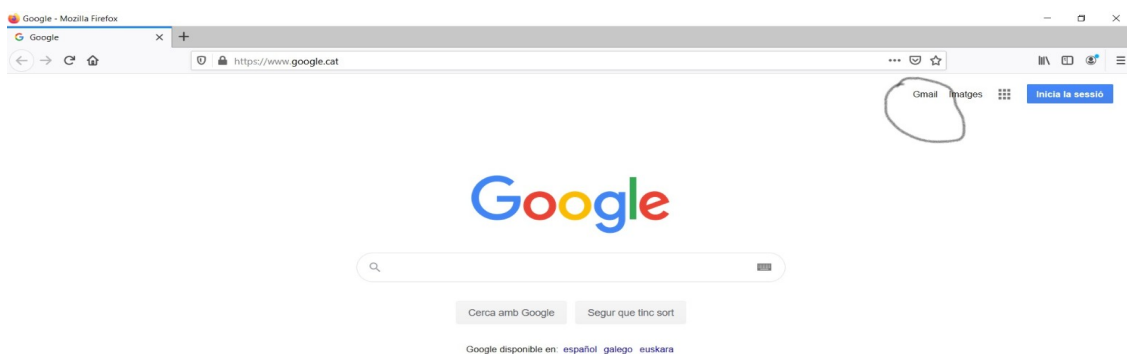 Google - Mozilla Firefox
Google
https://www.google.cat
Gmail Imatges Inicia la sessió
Google
Cerca amb Google Segur que tinc sort
Google disponible en: español galego euskara